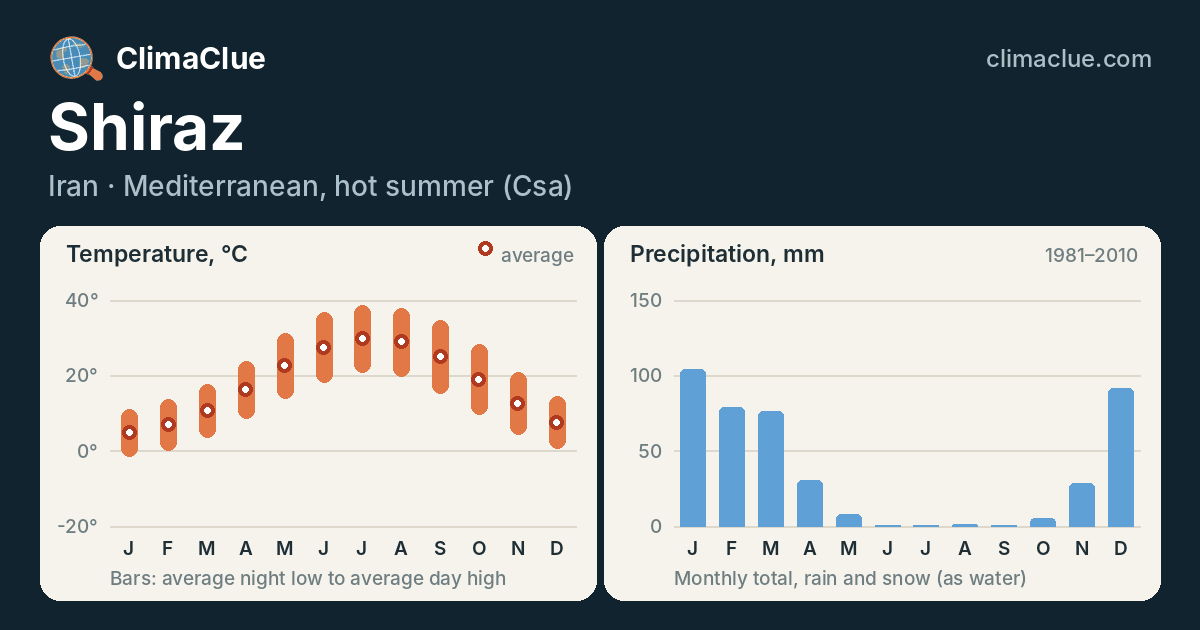 ClimaClue
climaclue.com
Shiraz
Iran · Mediterranean, hot summer (Csa)
Temperature, °C
average
40°
20°
0°
-20°
J F M A M J J A S O N D
Bars: average night low to average day high
Precipitation, mm
1981–2010
150
100
50
0
J F M A M J J A S O N D
Monthly total, rain and snow (as water)